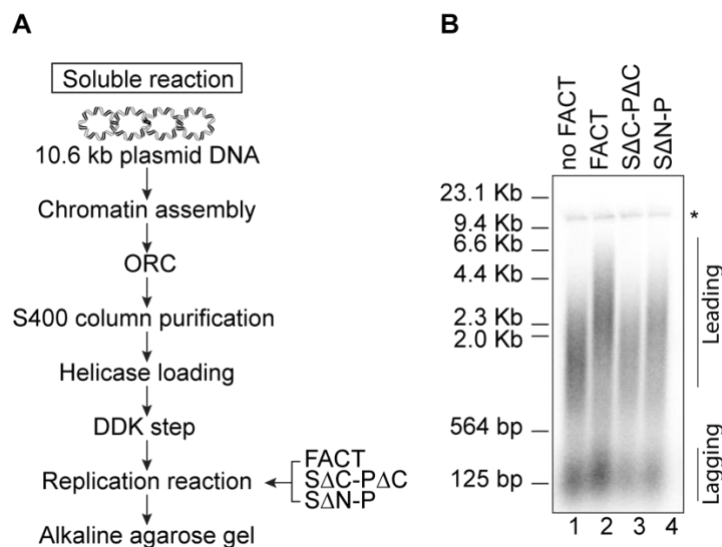 A
Soluble reaction
10.6 kb plasmid DNA
Chromatin assembly
ORC
S400 column purification
Helicase loading
DDK step
Replication reaction
FACT
SΔC-PΔC
SΔN-P
Alkaline agarose gel
B
no FACT
FACT
SΔC-PΔC
SΔN-P
23.1 Kb
9.4 Kb
6.6 Kb
4.4 Kb
2.3 Kb
2.0 Kb
564 bp
125 bp
*
Leading
Lagging
1 2 3 4